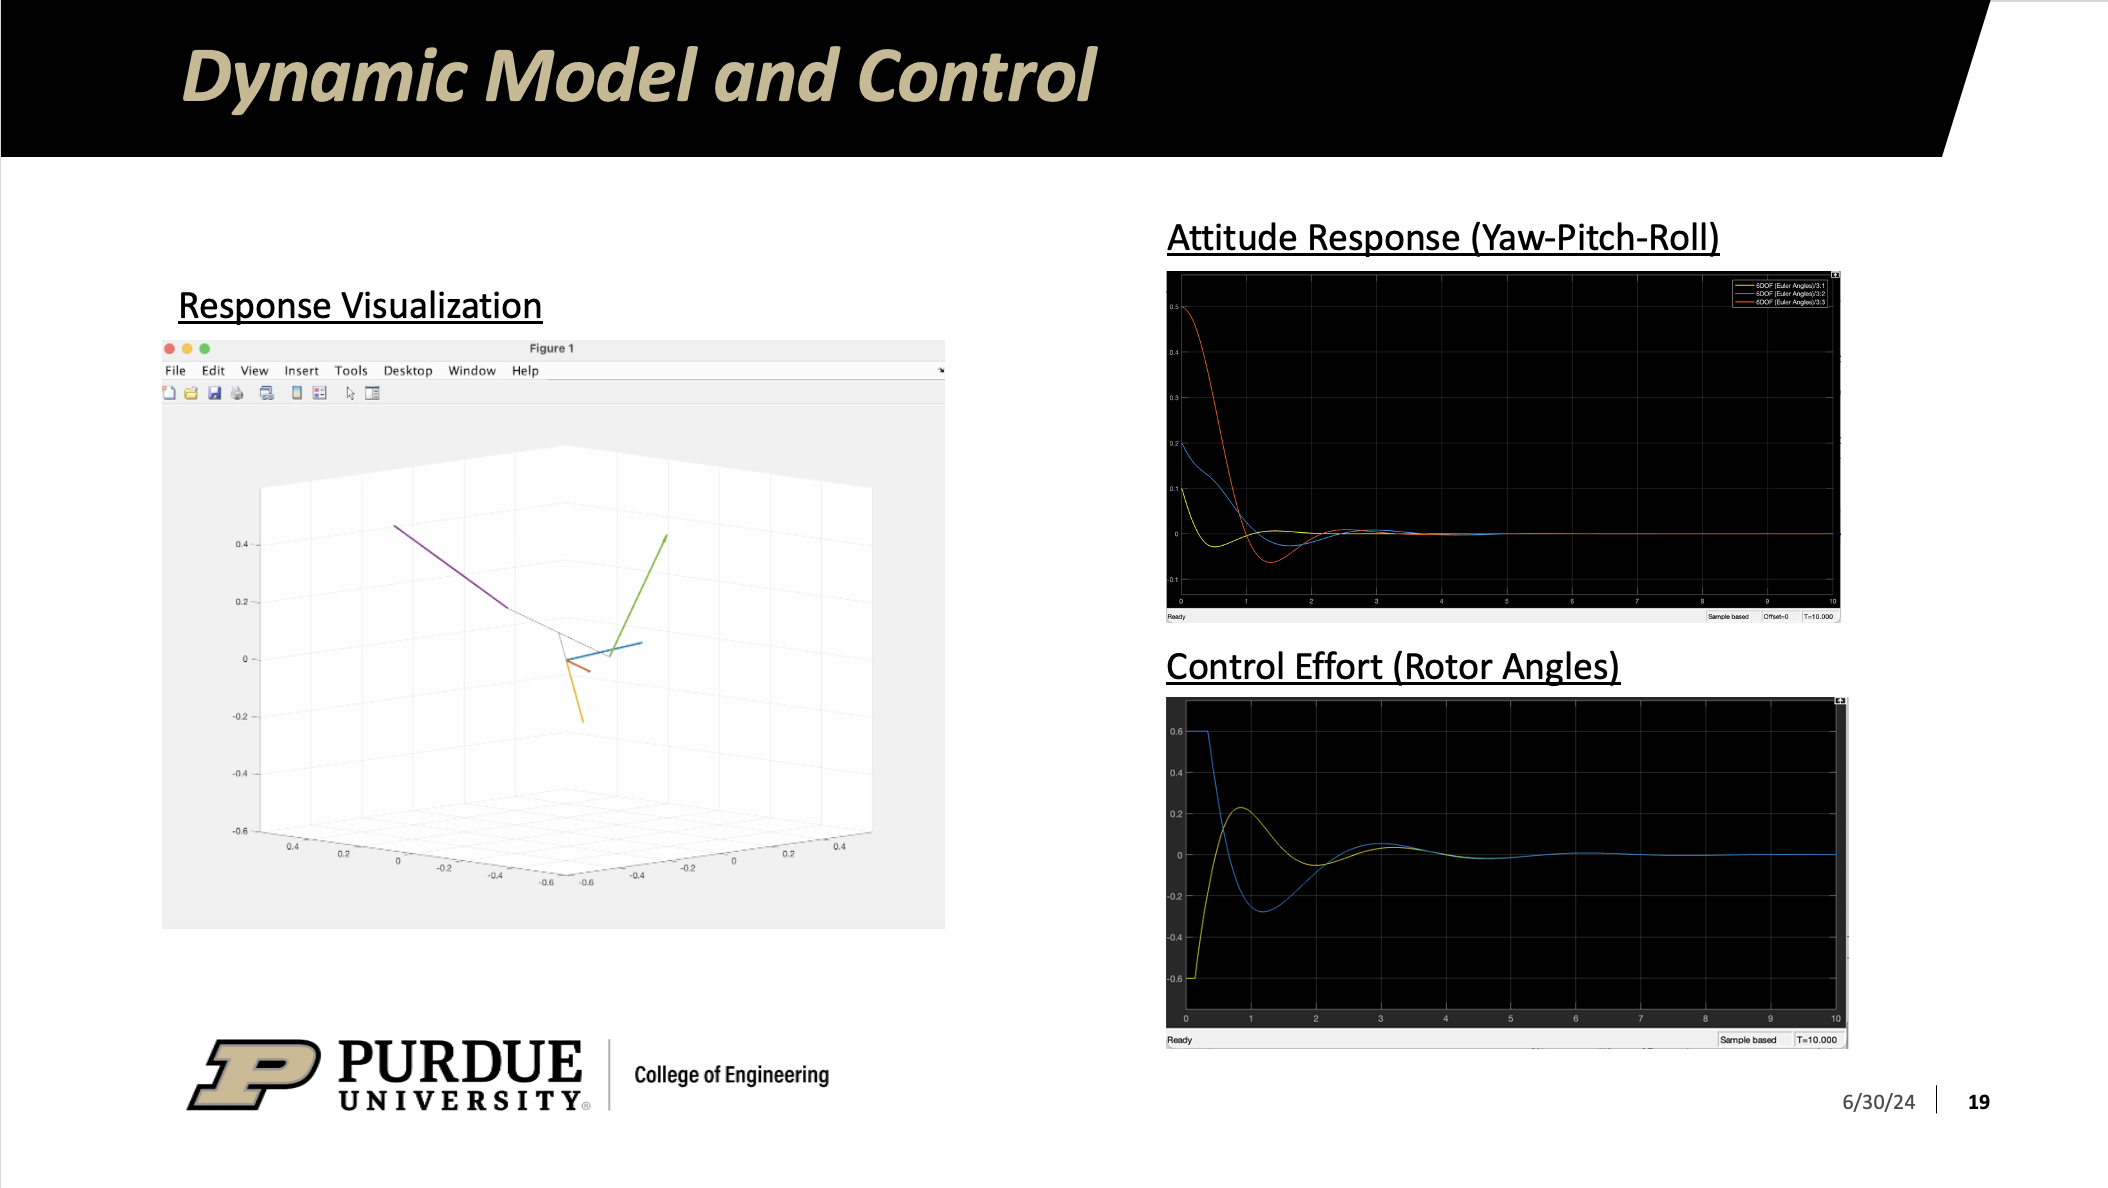 Dynamic Model and Control
Response Visualization
Figure 1
File Edit View Insert Tools Desktop Window Help
0.4
0.2
0
-0.2
-0.4
-0.6
0.4 0.2 0 -0.2 -0.4 -0.6 -0.6 -0.4 -0.2 0 0.2 0.4
Attitude Response (Yaw-Pitch-Roll)
6DOF (Euler Angles)/3:1
6DOF (Euler Angles)/3:2
6DOF (Euler Angles)/3:3
0.5
0.4
0.3
0.2
0.1
0
-0.1
0 1 2 3 4 5 6 7 8 9 10
Ready Sample based Offset=0 T=10.000
Control Effort (Rotor Angles)
0.6
0.4
0.2
0
-0.2
-0.4
-0.6
0 1 2 3 4 5 6 7 8 9 10
Ready Sample based T=10.000
PURDUE
UNIVERSITY®
College of Engineering
6/30/24 19